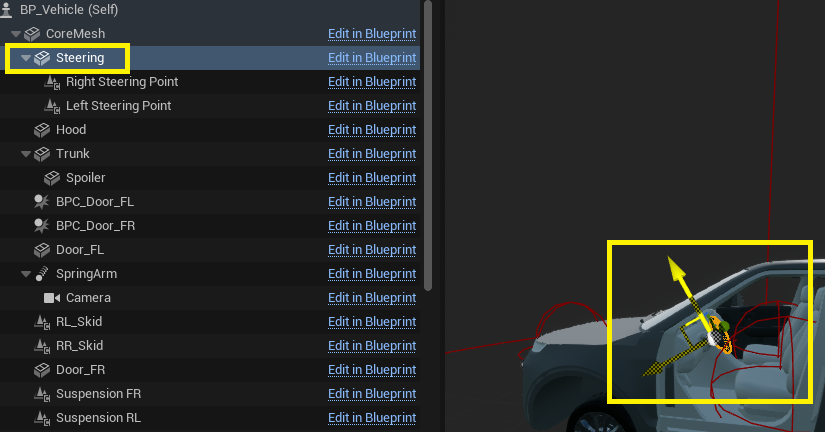 BP_Vehicle (Self)
CoreMesh Edit in Blueprint
Steering Edit in Blueprint
Right Steering Point Edit in Blueprint
Left Steering Point Edit in Blueprint
Hood Edit in Blueprint
Trunk Edit in Blueprint
Spoiler Edit in Blueprint
BPC_Door_FL Edit in Blueprint
BPC_Door_FR Edit in Blueprint
Door_FL Edit in Blueprint
SpringArm Edit in Blueprint
Camera Edit in Blueprint
RL_Skid Edit in Blueprint
RR_Skid Edit in Blueprint
Door_FR Edit in Blueprint
Suspension FR Edit in Blueprint
Suspension RL Edit in Blueprint